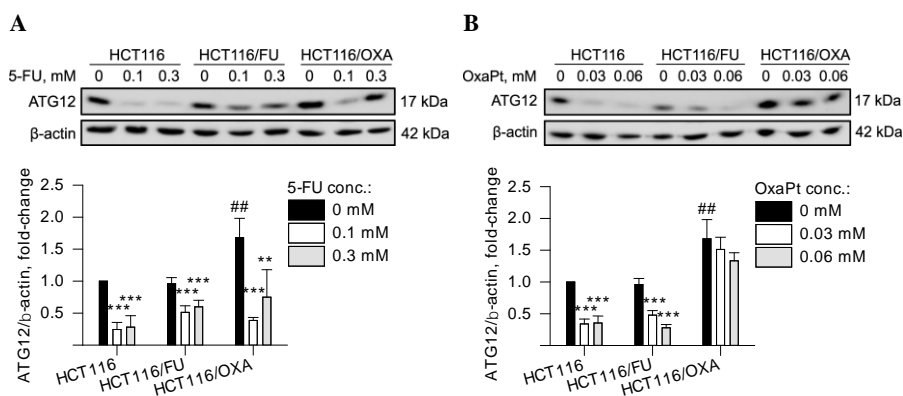 A
HCT116 HCT116/FU HCT116/OXA
5-FU, mM 0 0.1 0.3 0 0.1 0.3 0 0.1 0.3
ATG12 17 kDa
β-actin 42 kDa
ATG12/b-actin, fold-change
2.5
2.0
1.5
1.0
0.5
##
***
***
***
***
***
**
5-FU conc.:
0 mM
0.1 mM
0.3 mM
HCT116
HCT116/FU
HCT116/OXA
B
HCT116 HCT116/FU HCT116/OXA
OxaPt, mM 0 0.03 0.06 0 0.03 0.06 0 0.03 0.06
ATG12 17 kDa
β-actin 42 kDa
ATG12/b-actin, fold-change
2.5
2.0
1.5
1.0
0.5
##
***
***
***
***
OxaPt conc.:
0 mM
0.03 mM
0.06 mM
HCT116
HCT116/FU
HCT116/OXA